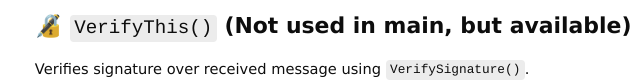 🔏 VerifyThis() (Not used in main, but available)
Verifies signature over received message using VerifySignature().